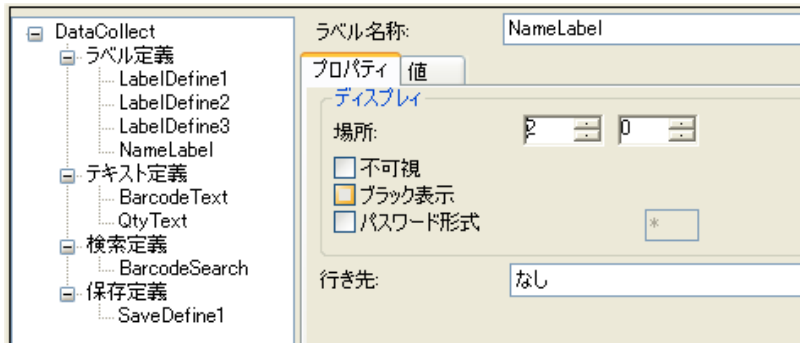 DataCollect
ラベル定義
LabelDefine1
LabelDefine2
LabelDefine3
NameLabel
テキスト定義
BarcodeText
QtyText
検索定義
BarcodeSearch
保存定義
SaveDefine1
ラベル名称: NameLabel
プロパティ 値
ディスプレイ
場所: 2 0
不可視
ブラック表示
パスワード形式 *
行き先: なし